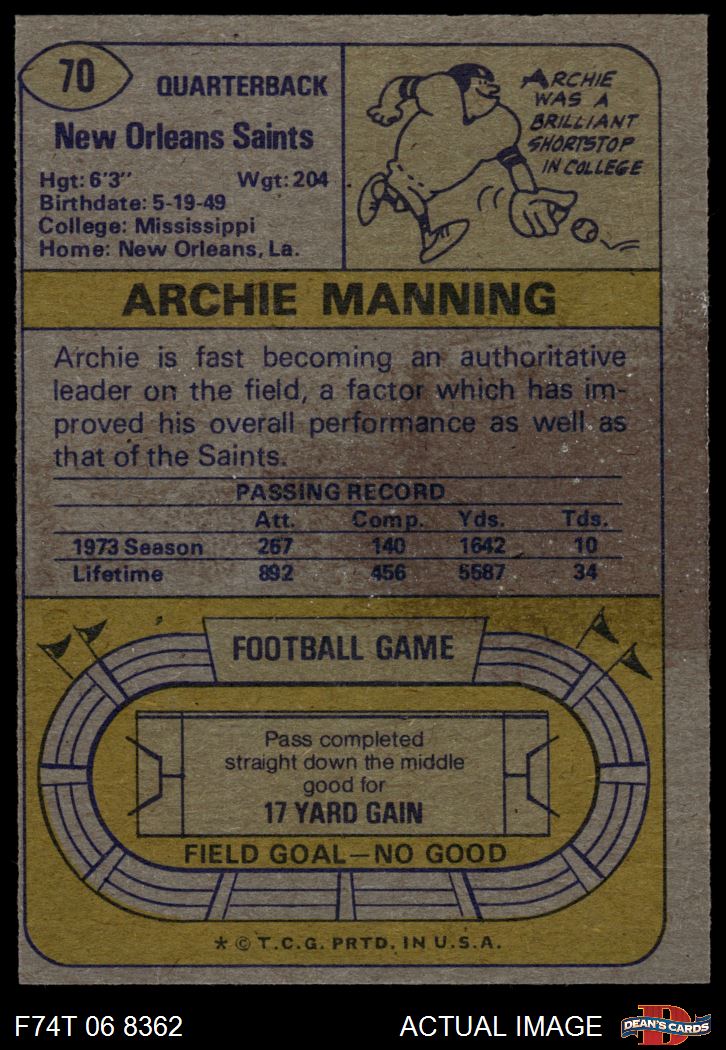 70
QUARTERBACK
New Orleans Saints
Hgt: 6'3" Wgt: 204
Birthdate: 5-19-49
College: Mississippi
Home: New Orleans, La.
ARCHIE
WAS A
BRILLIANT
SHORTSTOP
IN COLLEGE
ARCHIE MANNING
Archie is fast becoming an authoritative
leader on the field, a factor which has im-
proved his overall performance as well as
that of the Saints.
PASSING RECORD
Att. Comp. Yds. Tds.
1973 Season 267 140 1642 10
Lifetime 892 456 5587 34
FOOTBALL GAME
Pass completed
straight down the middle
good for
17 YARD GAIN
FIELD GOAL—NO GOOD
* © T.C.G. PRTD. IN U.S.A.
F74T 06 8362 ACTUAL IMAGE
D
DEAN'S CARDS